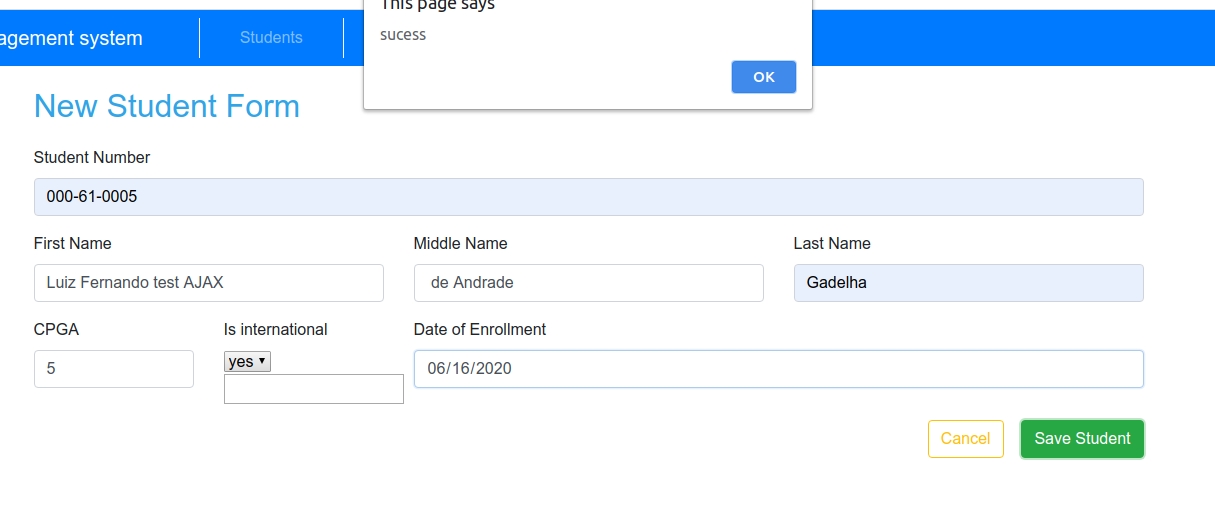 This page says
sucess
OK
agement system
Students
New Student Form
Student Number
000-61-0005
First Name
Middle Name
Last Name
Luiz Fernando test AJAX
de Andrade
Gadelha
CPGA
Is international
Date of Enrollment
5
yes
06/16/2020
Cancel
Save Student